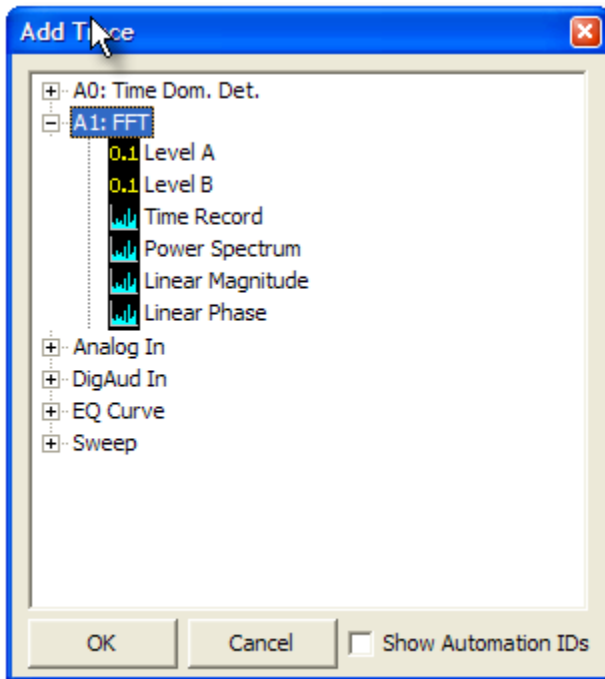 Add Trace
A0: Time Dom. Det.
A1: FFT
0.1 Level A
0.1 Level B
Time Record
Power Spectrum
Linear Magnitude
Linear Phase
Analog In
DigAud In
EQ Curve
Sweep
OK Cancel Show Automation IDs